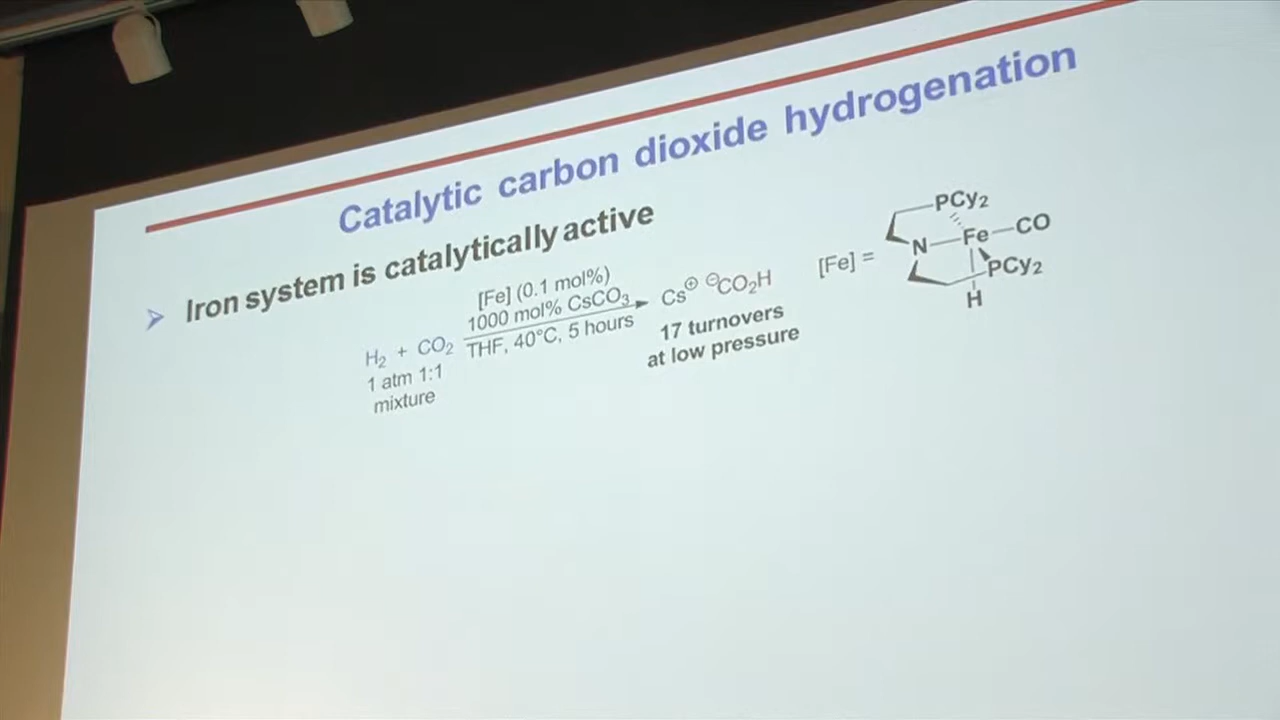 Catalytic carbon dioxide hydrogenation
Iron system is catalytically active
[Fe] (0.1 mol%)
1000 mol% CsCO3
H2 + CO2
THF, 40°C, 5 hours
Cs⊕ ⊖CO2H
1 atm 1:1
mixture
17 turnovers
at low pressure
[Fe] =
PCy2
N Fe CO
PCy2
H